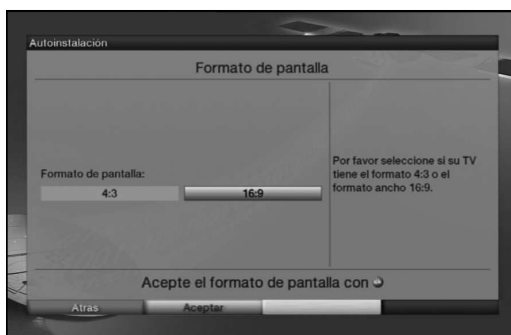 Autoinstalación
Formato de pantalla
Formato de pantalla:
4:3
16:9
Por favor seleccione si su TV
tiene el formato 4:3 o el
formato ancho 16:9.
Acepte el formato de pantalla con
Atras
Aceptar